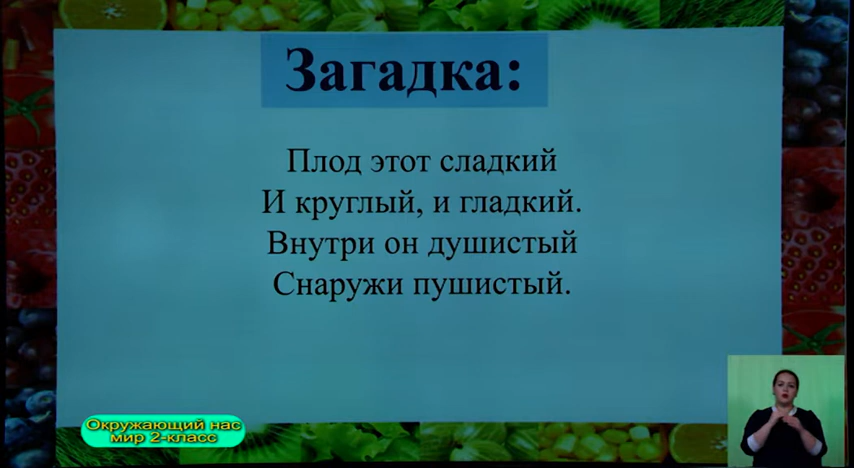 Загадка:
Плод этот сладкий
И круглый, и гладкий.
Внутри он душистый
Снаружи пушистый.
Окружающий нас
мир 2-класс